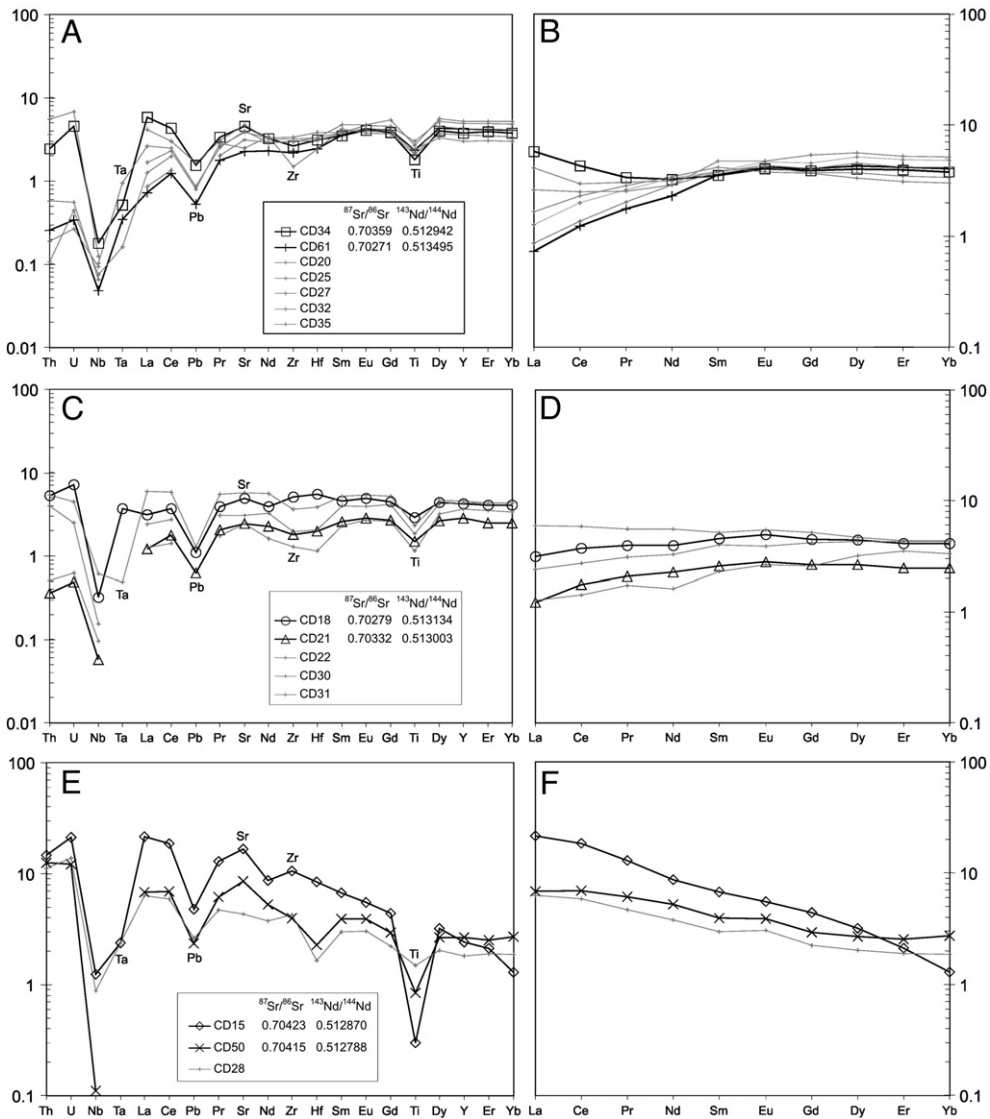 A
B
100
10
1
0.1
0.01
100
10
1
0.1
Ta
Sr
Pb
Zr
Ti
⁸⁷Sr/⁸⁶Sr ¹⁴³Nd/¹⁴⁴Nd
CD34 0.70359 0.512942
CD61 0.70271 0.513495
CD20
CD25
CD27
CD32
CD35
Th U Nb Ta La Ce Pb Pr Sr Nd Zr Hf Sm Eu Gd Ti Dy Y Er Yb
La Ce Pr Nd Sm Eu Gd Dy Er Yb
C
D
100
10
1
0.1
0.01
100
10
1
0.1
Ta
Sr
Pb
Zr
Ti
⁸⁷Sr/⁸⁶Sr ¹⁴³Nd/¹⁴⁴Nd
CD18 0.70279 0.513134
CD21 0.70332 0.513003
CD22
CD30
CD31
Th U Nb Ta La Ce Pb Pr Sr Nd Zr Hf Sm Eu Gd Ti Dy Y Er Yb
La Ce Pr Nd Sm Eu Gd Dy Er Yb
E
F
100
10
1
0.1
100
10
1
0.1
Sr
Zr
Ta
Pb
Ti
⁸⁷Sr/⁸⁶Sr ¹⁴³Nd/¹⁴⁴Nd
CD15 0.70423 0.512870
CD50 0.70415 0.512788
CD28
Th U Nb Ta La Ce Pb Pr Sr Nd Zr Hf Sm Eu Gd Ti Dy Y Er Yb
La Ce Pr Nd Sm Eu Gd Dy Er Yb